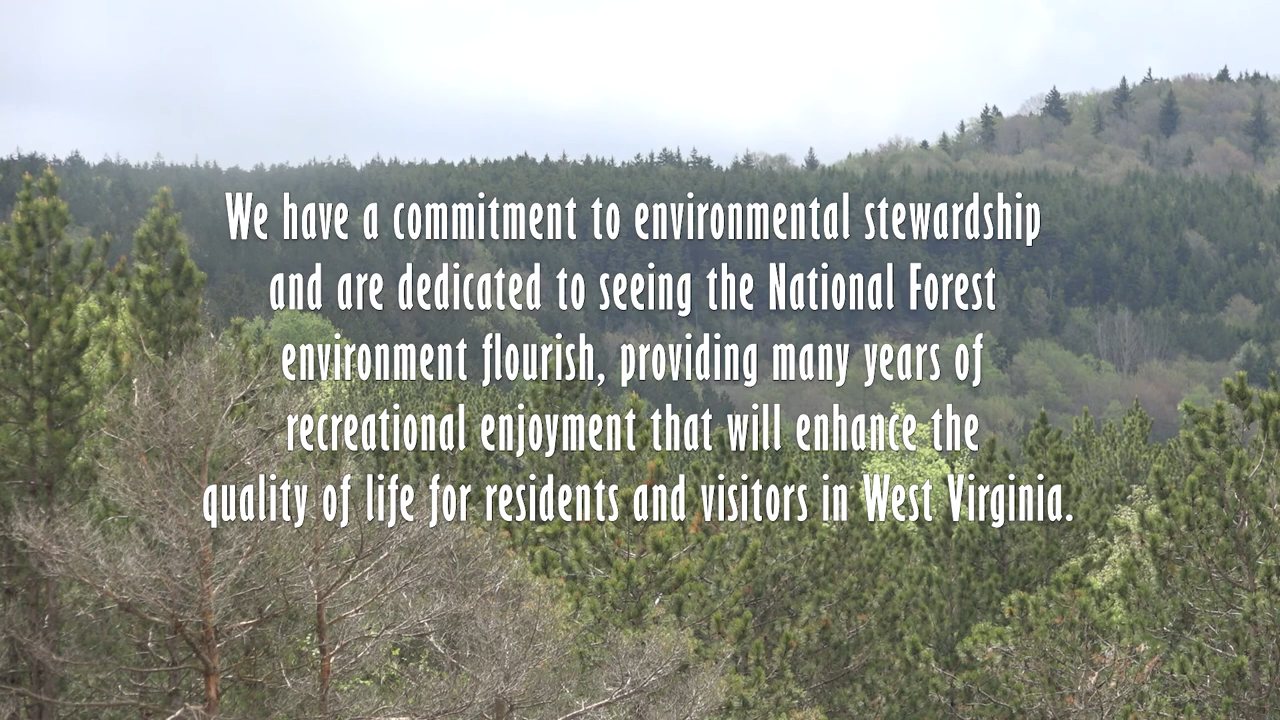 We have a commitment to environmental stewardship
and are dedicated to seeing the National Forest
environment flourish, providing many years of
recreational enjoyment that will enhance the
quality of life for residents and visitors in West Virginia.